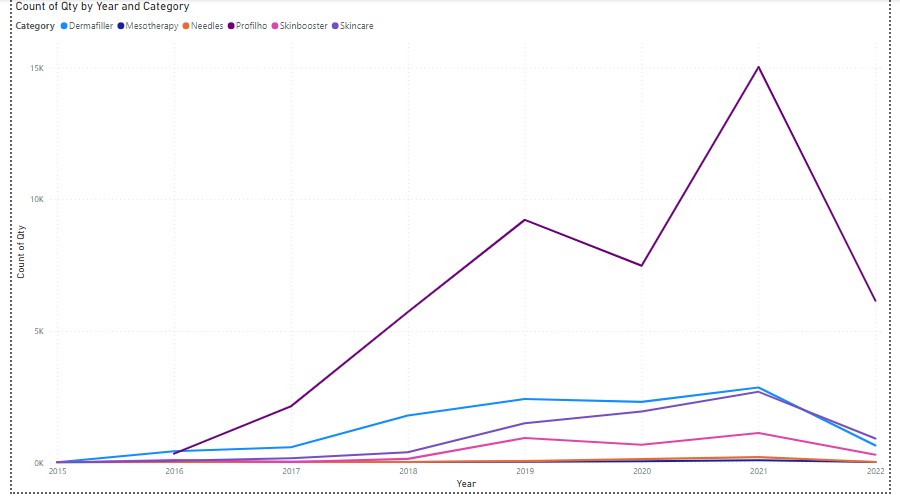 Count of Qty by Year and Category
Category Dermafiller Mesotherapy Needles Profilho Skinbooster Skincare
15K
10K
5K
0K
Count of Qty
2015 2016 2017 2018 2019 2020 2021 2022
Year